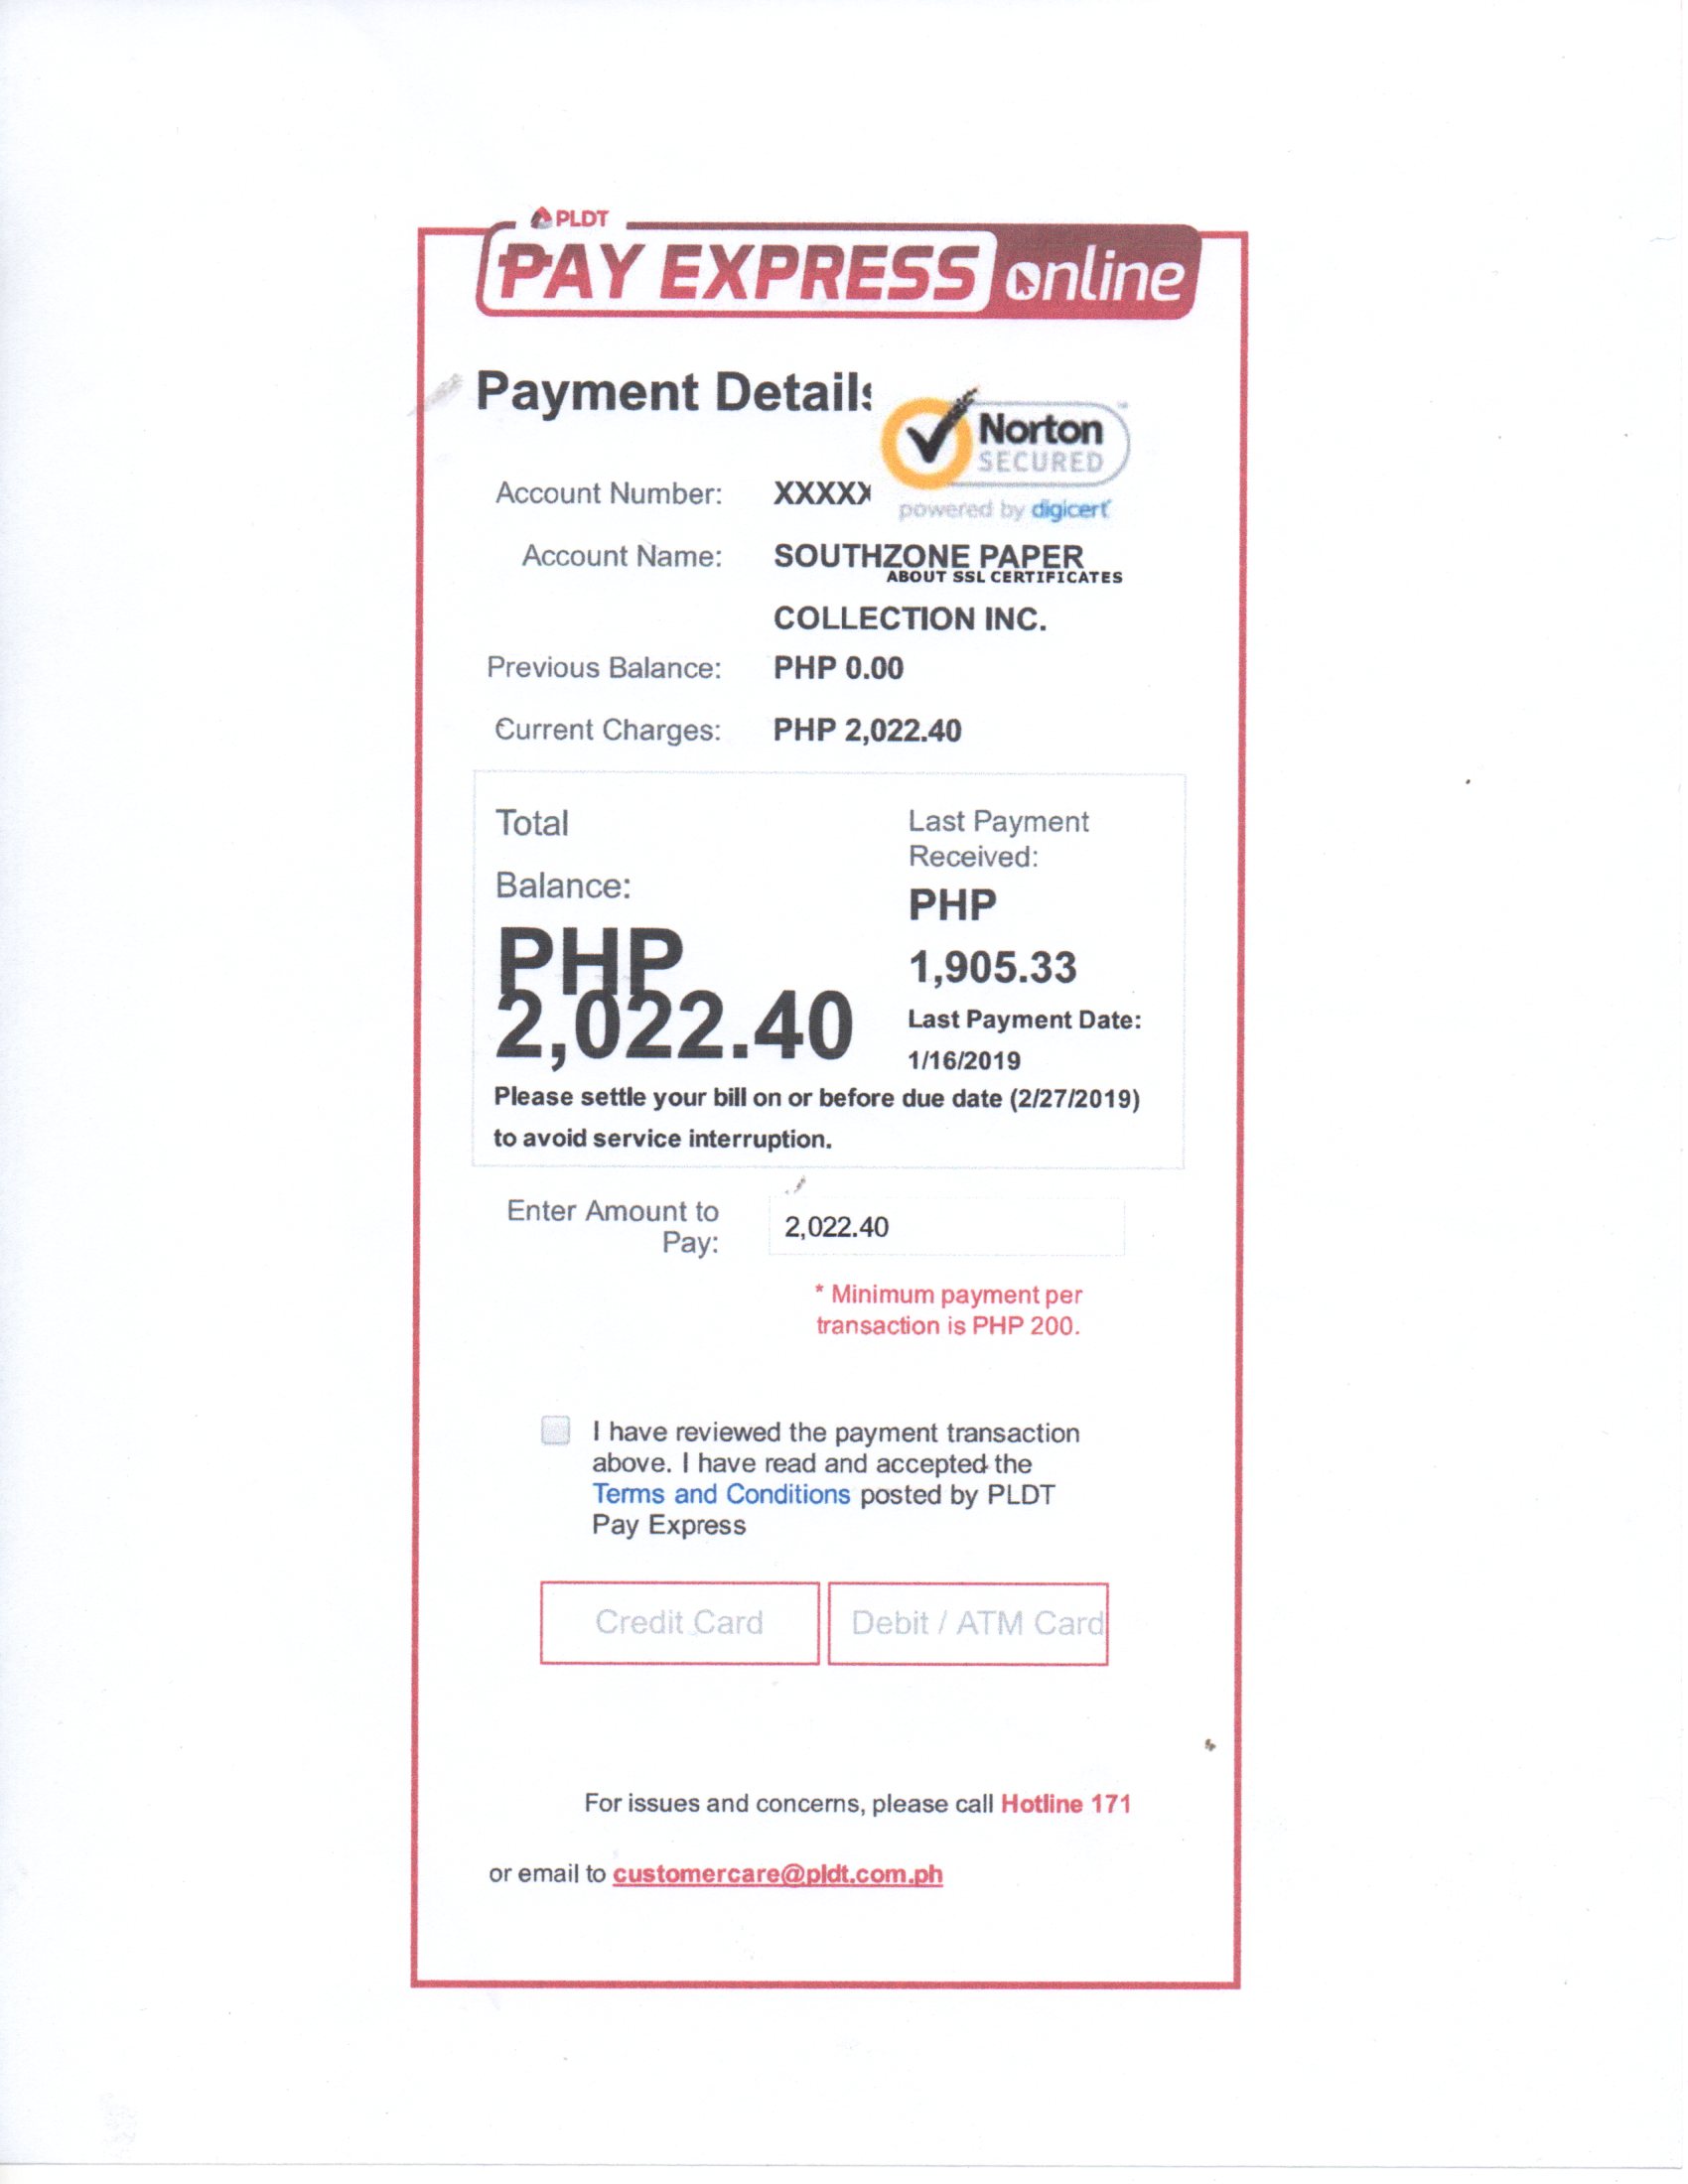 PLDT
PAY EXPRESS online
Payment Details
Norton
SECURED
powered by digicert
Account Number: XXXXX
Account Name: SOUTHZONE PAPER
ABOUT SSL CERTIFICATES
COLLECTION INC.
Previous Balance: PHP 0.00
Current Charges: PHP 2,022.40
Total
Balance:
PHP
2,022.40
Last Payment
Received:
PHP
1,905.33
Last Payment Date:
1/16/2019
Please settle your bill on or before due date (2/27/2019)
to avoid service interruption.
Enter Amount to
Pay:
2,022.40
* Minimum payment per
transaction is PHP 200.
I have reviewed the payment transaction
above. I have read and accepted the
Terms and Conditions posted by PLDT
Pay Express
Credit Card
Debit / ATM Card
For issues and concerns, please call Hotline 171
or email to customercare@pldt.com.ph